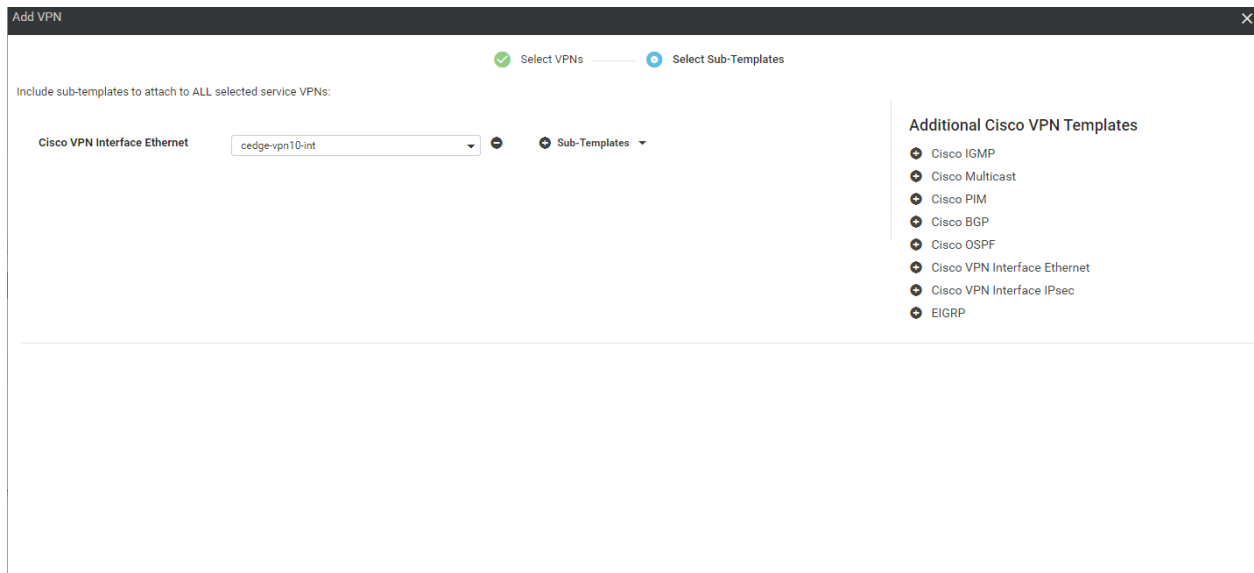 Add VPN
Select VPNs
Select Sub-Templates
Include sub-templates to attach to ALL selected service VPNs:
Cisco VPN Interface Ethernet
cedge-vpn10-int
Sub-Templates
Additional Cisco VPN Templates
Cisco IGMP
Cisco Multicast
Cisco PIM
Cisco BGP
Cisco OSPF
Cisco VPN Interface Ethernet
Cisco VPN Interface IPsec
EIGRP